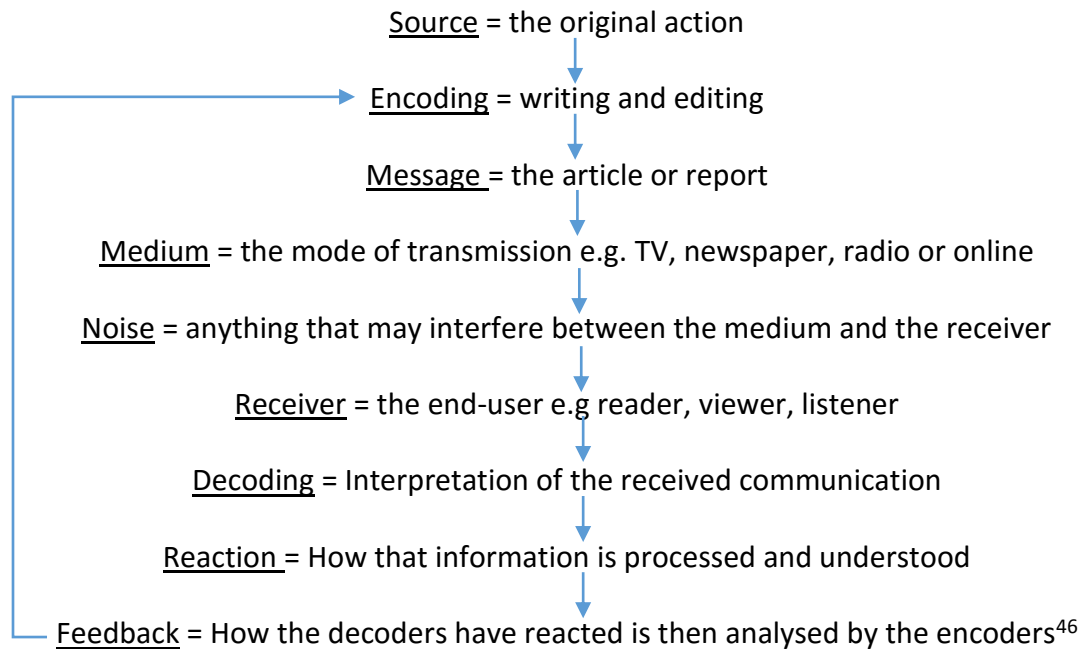 Source = the original action
Encoding = writing and editing
Message = the article or report
Medium = the mode of transmission e.g. TV, newspaper, radio or online
Noise = anything that may interfere between the medium and the receiver
Receiver = the end-user e.g reader, viewer, listener
Decoding = Interpretation of the received communication
Reaction = How that information is processed and understood
Feedback = How the decoders have reacted is then analysed by the encoders⁴⁶